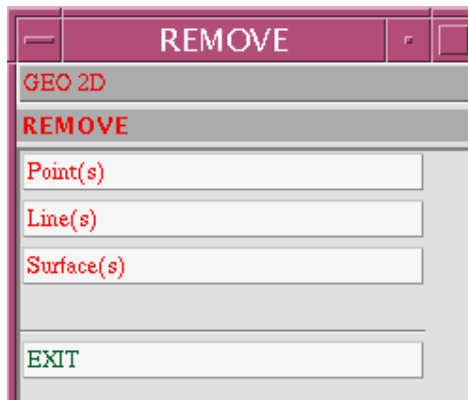 REMOVE
GEO 2D
REMOVE
Point(s)
Line(s)
Surface(s)
EXIT